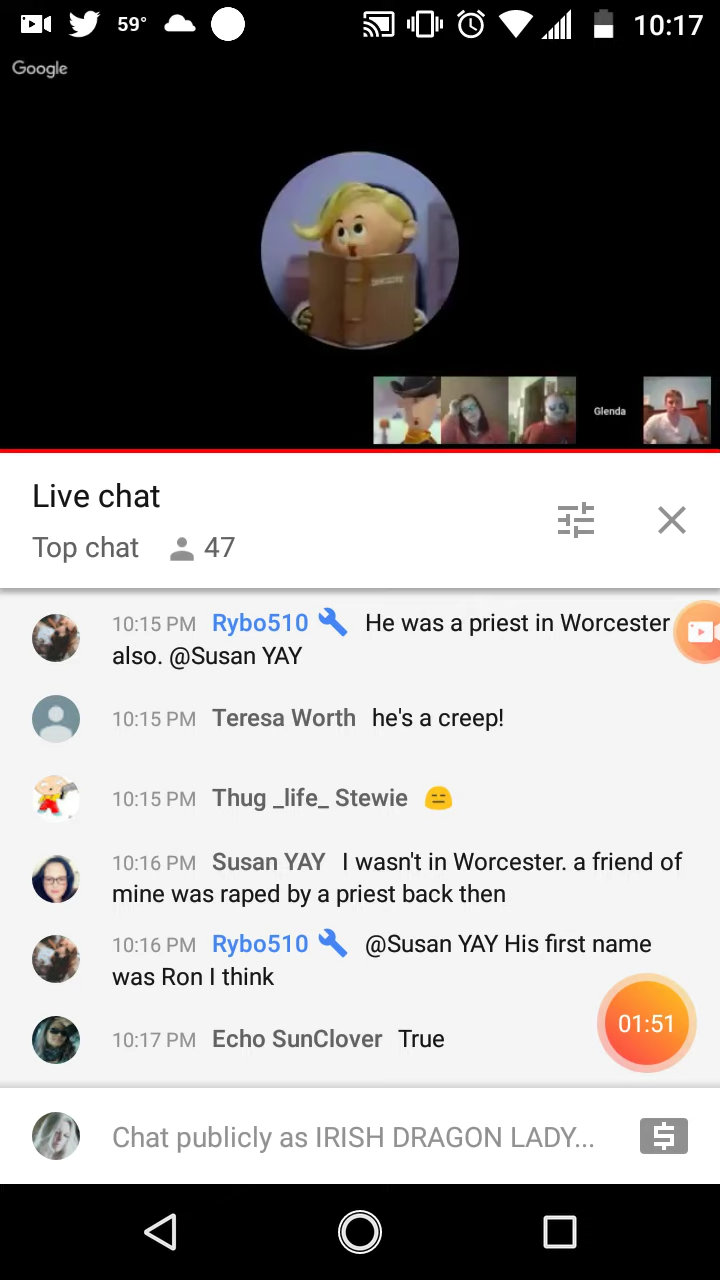 59° 10:17
Google
Glenda
Live chat
Top chat 47
10:15 PM Rybo510 He was a priest in Worcester
also. @Susan YAY
10:15 PM Teresa Worth he's a creep!
10:15 PM Thug _life_ Stewie 😑
10:16 PM Susan YAY I wasn't in Worcester. a friend of
mine was raped by a priest back then
10:16 PM Rybo510 @Susan YAY His first name
was Ron I think
01:51
10:17 PM Echo SunClover True
Chat publicly as IRISH DRAGON LADY...